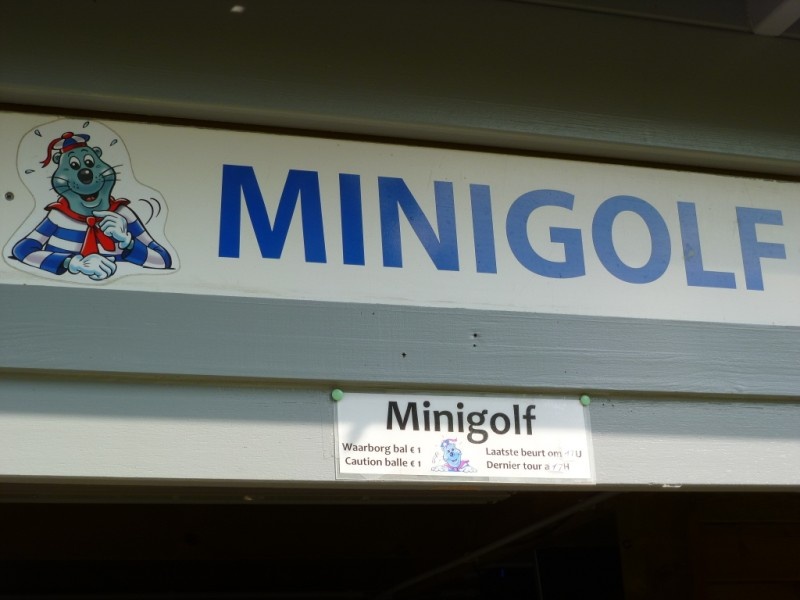 MINIGOLF
Minigolf
Waarborg bal € 1
Caution balle € 1
Laatste beurt om
Dernier tour a